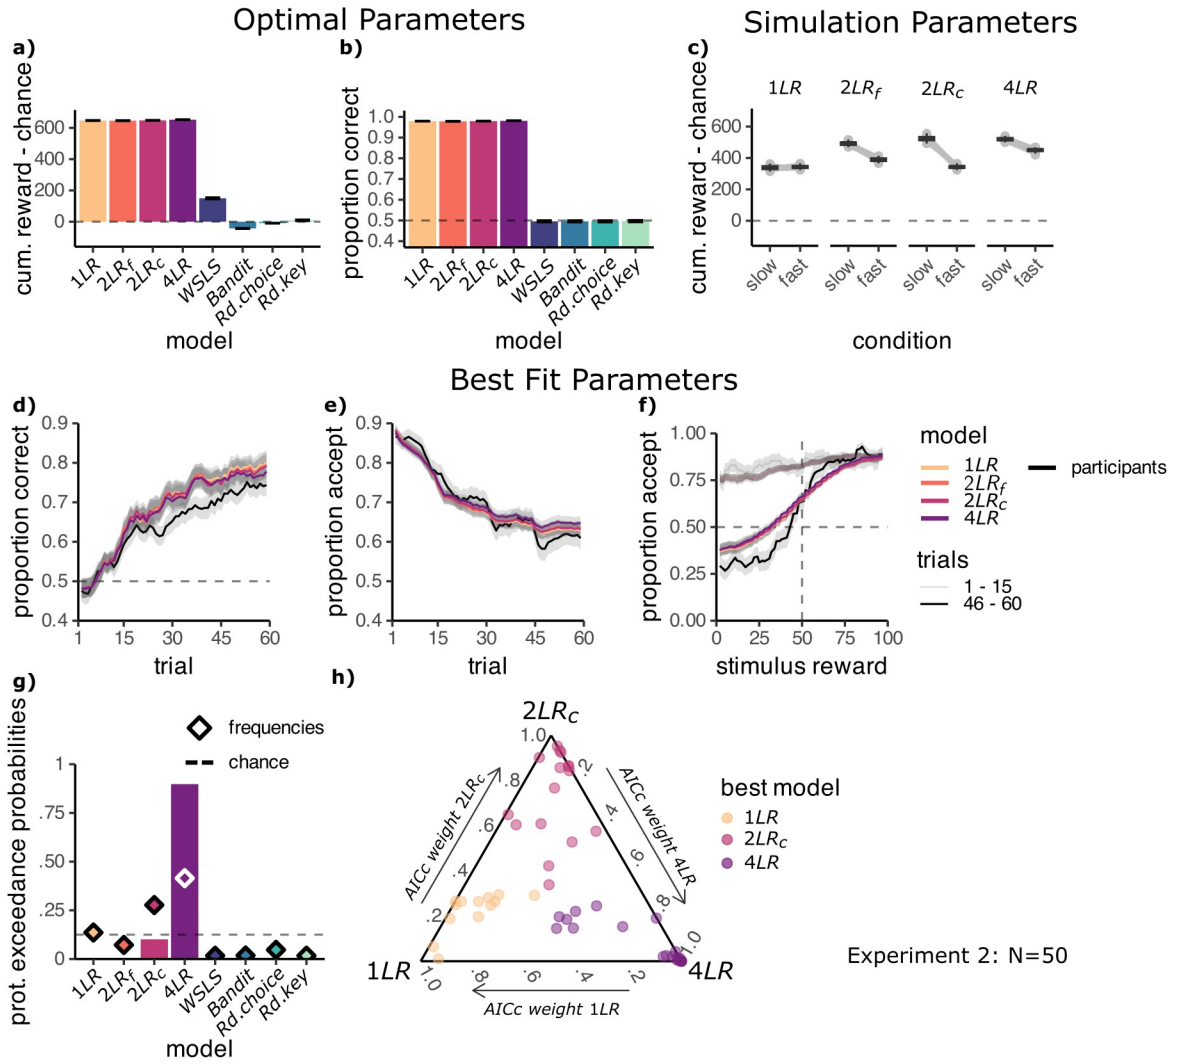 Optimal Parameters
Simulation Parameters
a)
b)
c)
cum. reward - chance
600
400
200
0
1LR
2LRf
2LRc
4LR
WSLS
Bandit
Rd.choice
Rd.key
model
proportion correct
1.0
0.9
0.8
0.7
0.6
0.5
0.4
1LR
2LRf
2LRc
4LR
WSLS
Bandit
Rd.choice
Rd.key
model
cum. reward - chance
1LR
2LRf
2LRc
4LR
600
400
200
0
slow
fast
slow
fast
slow
fast
slow
fast
condition
Best Fit Parameters
d)
e)
f)
proportion correct
0.9
0.8
0.7
0.6
0.5
0.4
1
15
30
45
60
trial
proportion accept
0.9
0.8
0.7
0.6
0.5
0.4
1
15
30
45
60
trial
proportion accept
1.00
0.75
0.50
0.25
0.00
0
25
50
75
100
stimulus reward
model
1LR
2LRf
2LRc
4LR
participants
trials
1 - 15
46 - 60
g)
h)
prot. exceedance probabilities
frequencies
chance
1
.75
.50
.25
0
1LR
2LRf
2LRc
4LR
WSLS
Bandit
Rd.choice
Rd.key
model
2LRc
1.0
.8
.6
.4
.2
AICc weight 2LRc
.2
.4
.6
.8
1.0
AICc weight 4LR
1LR
4LR
1.0
.8
.6
.4
.2
AICc weight 1LR
best model
1LR
2LRc
4LR
Experiment 2: N=50